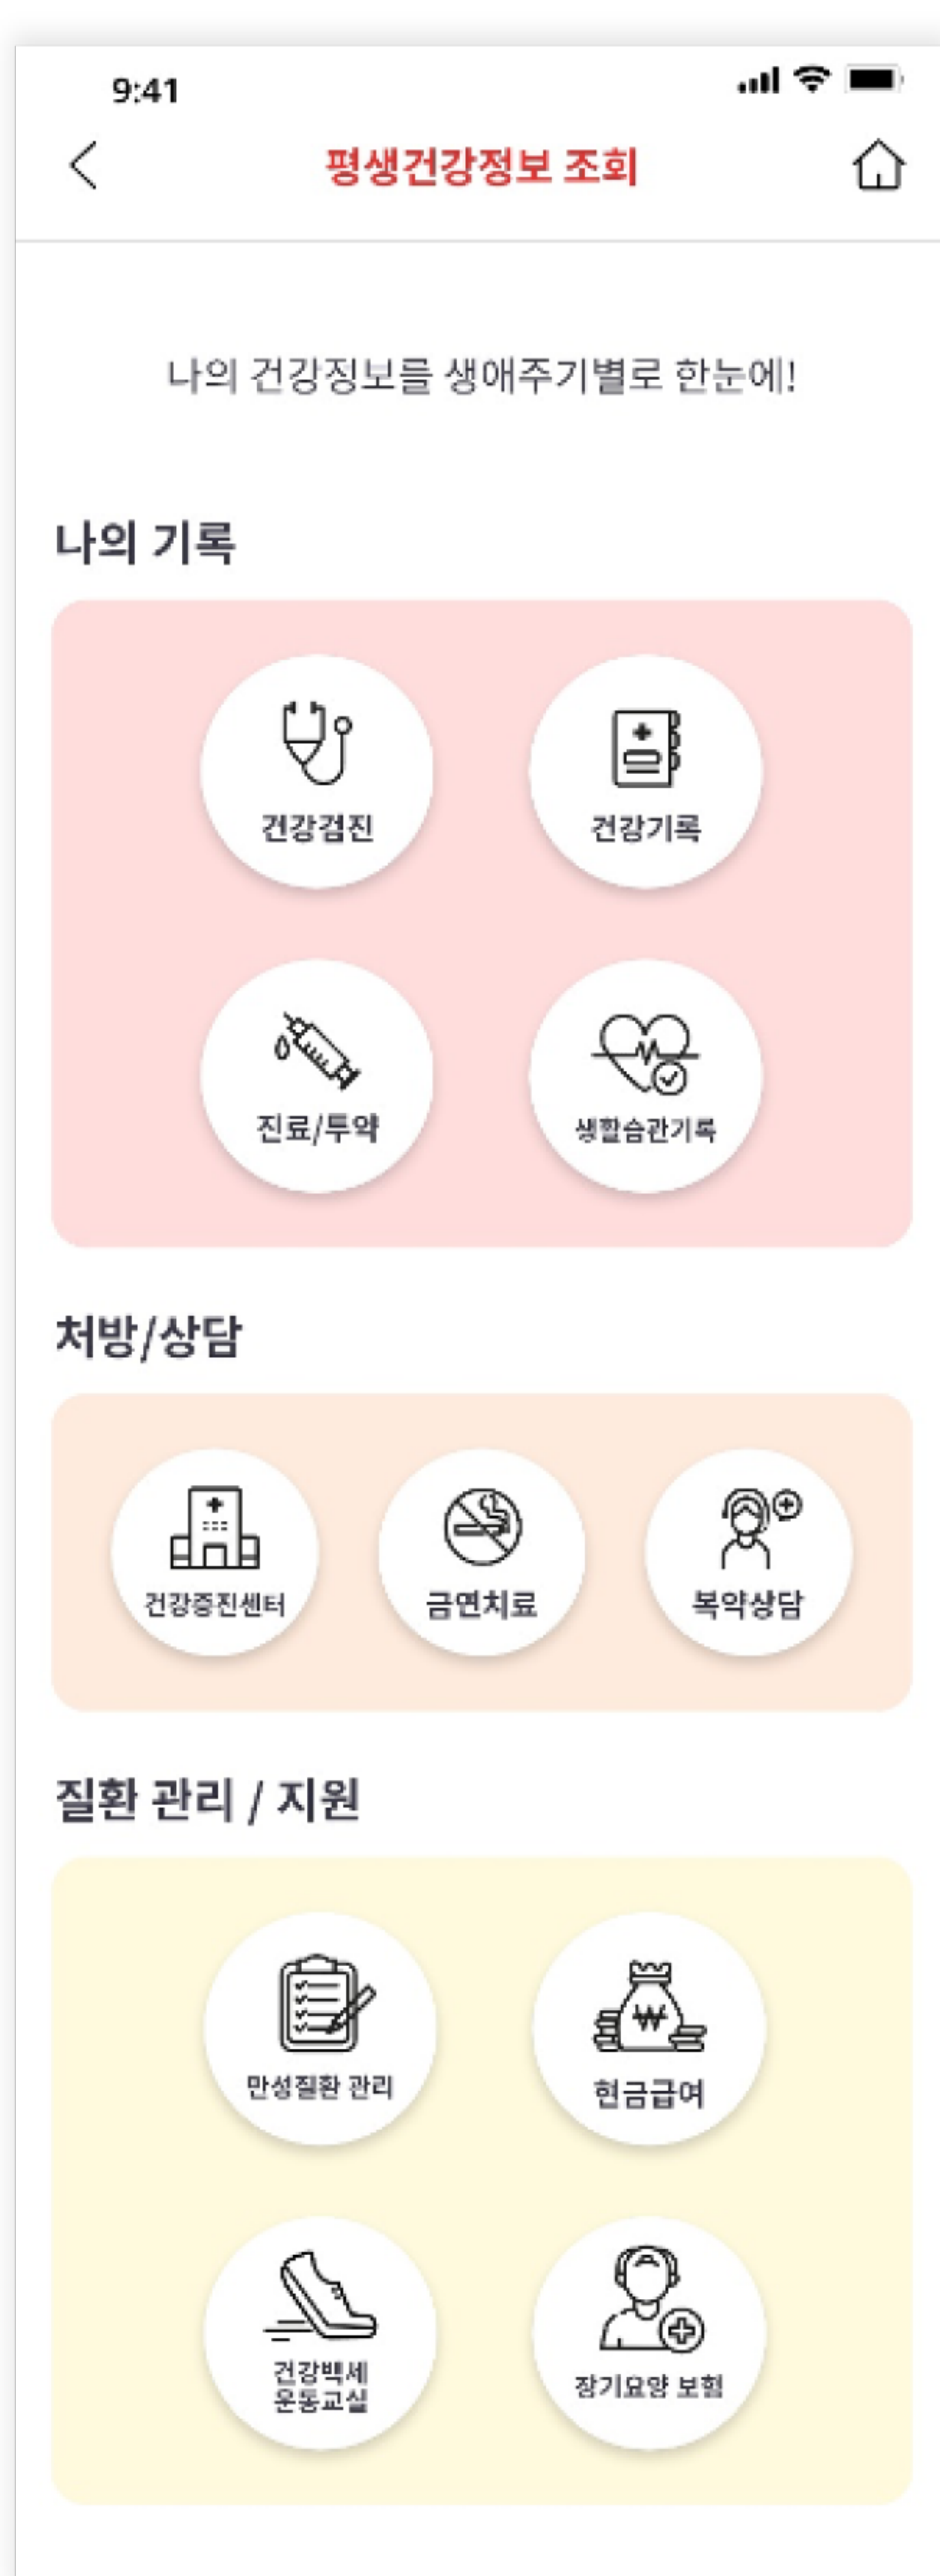 9:41
평생건강정보 조회
나의 건강정보를 생애주기별로 한눈에!
나의 기록
건강검진
건강기록
진료/투약
생활습관기록
처방/상담
건강증진센터
금연치료
복약상담
질환 관리 / 지원
만성질환 관리
현금급여
건강백세
운동교실
장기요양 보험